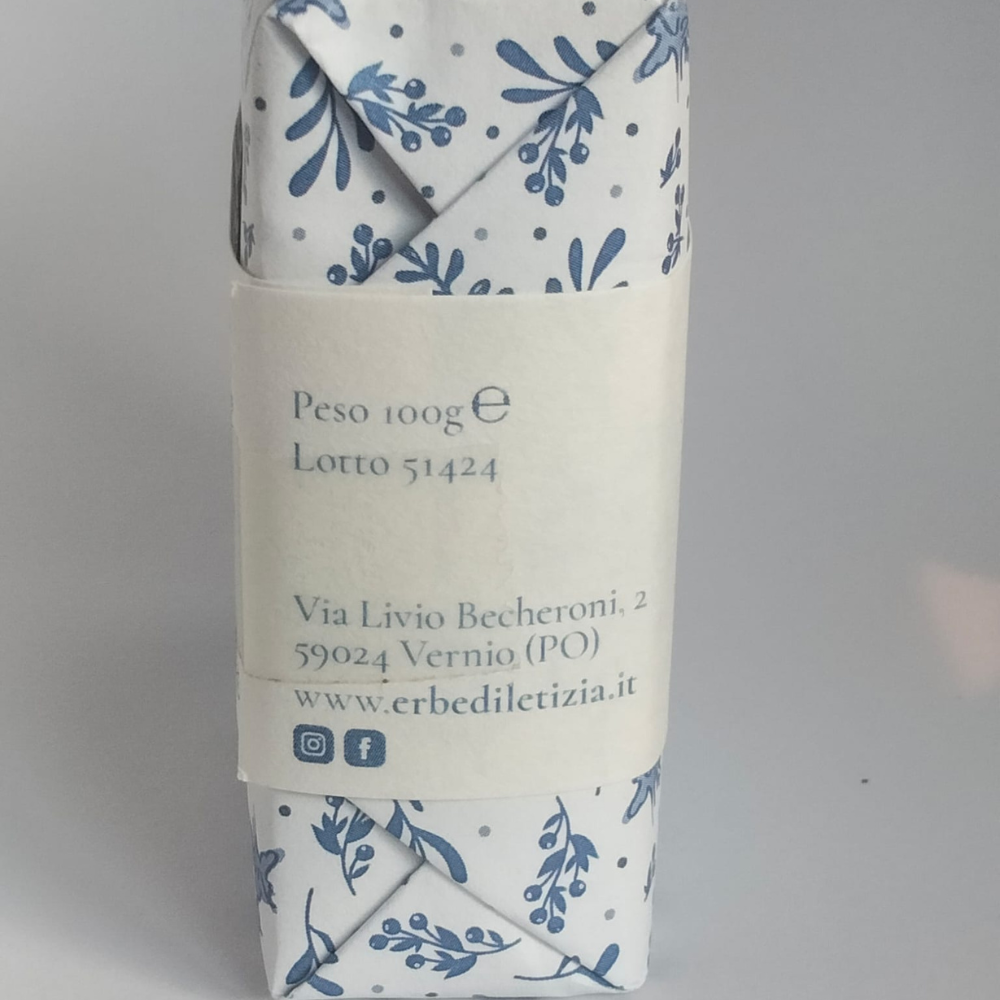 Peso 100g ℮
Lotto 51424
Via Livio Becheroni, 2
59024 Vernio (PO)
www.erbediletizia.it